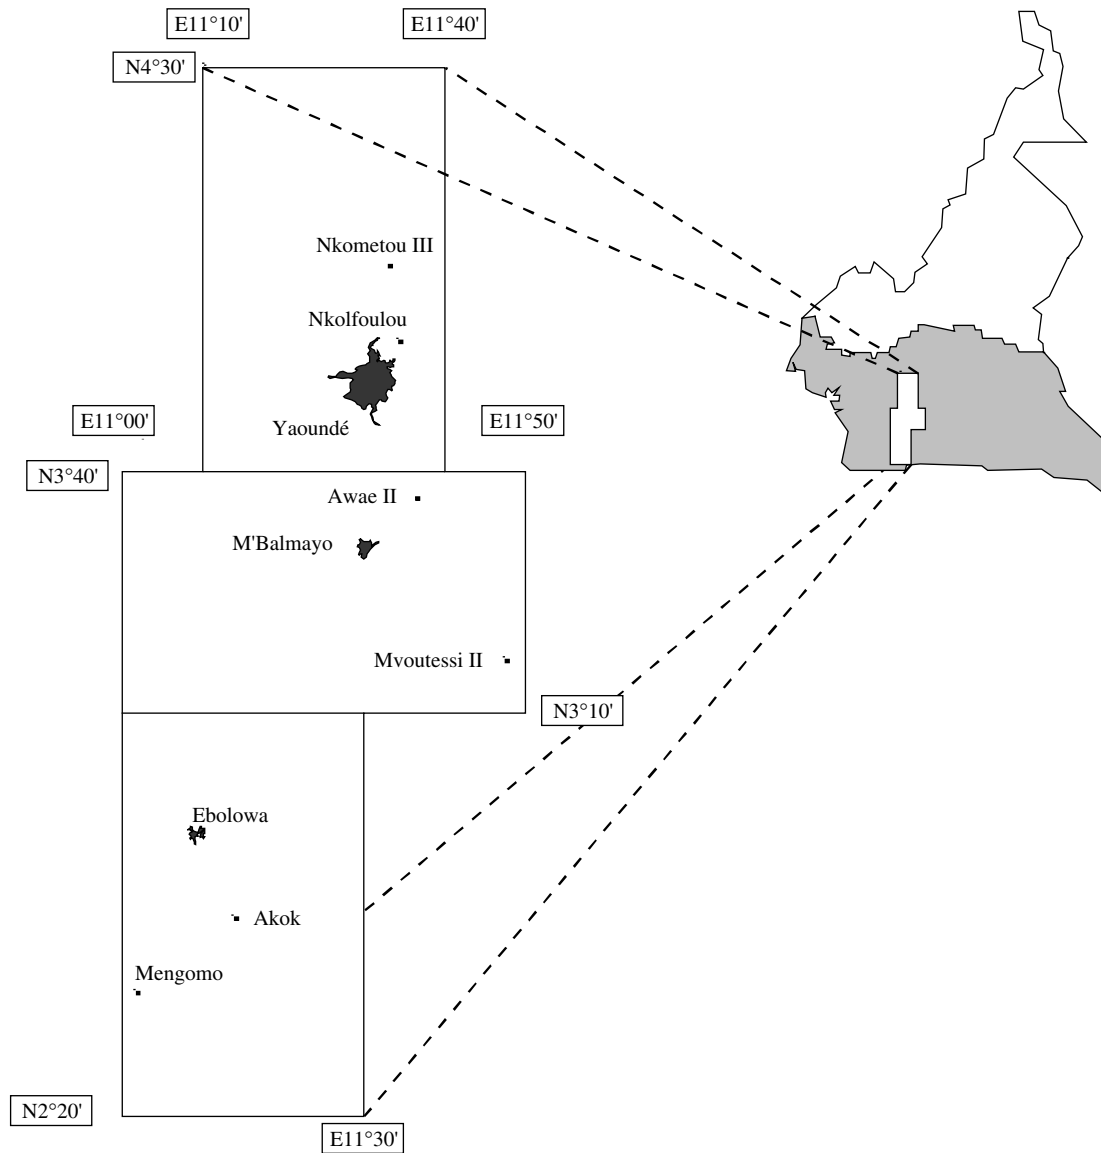 E11°10'
E11°40'
N4°30'
Nkometou III
Nkolfoulou
Yaoundé
E11°00'
E11°50'
N3°40'
Awae II
M'Balmayo
Mvoutessi II
N3°10'
Ebolowa
Akok
Mengomo
N2°20'
E11°30'